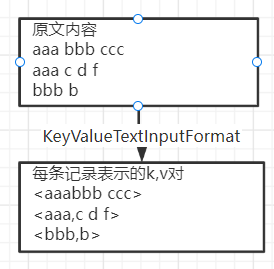 原文内容
aaa bbb ccc
aaa c d f
bbb b
KeyValueTextInputFormat
每条记录表示的k,v对
<aaabbb ccc>
<aaa,c d f>
<bbb,b>